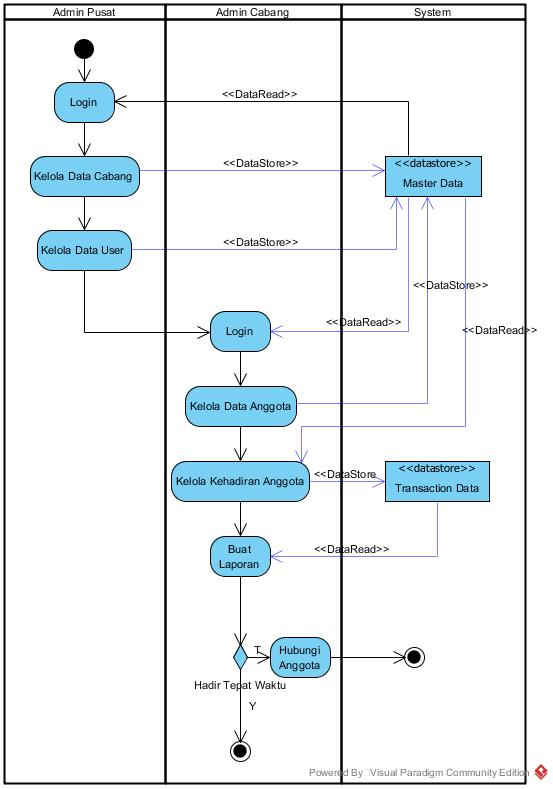 Admin Pusat
Admin Cabang
System
Login
<<DataRead>>
<<datastore>>
Master Data
Kelola Data Cabang
<<DataStore>>
Kelola Data User
<<DataStore>>
<<DataStore>>
Login
<<DataRead>>
<<DataRead>>
Kelola Data Anggota
Kelola Kehadiran Anggota
<<DataStore
<<datastore>>
Transaction Data
Buat
Laporan
<<DataRead>>
T
Hubungi
Anggota
Hadir Tepat Waktu
Y
Powered By Visual Paradigm Community Edition